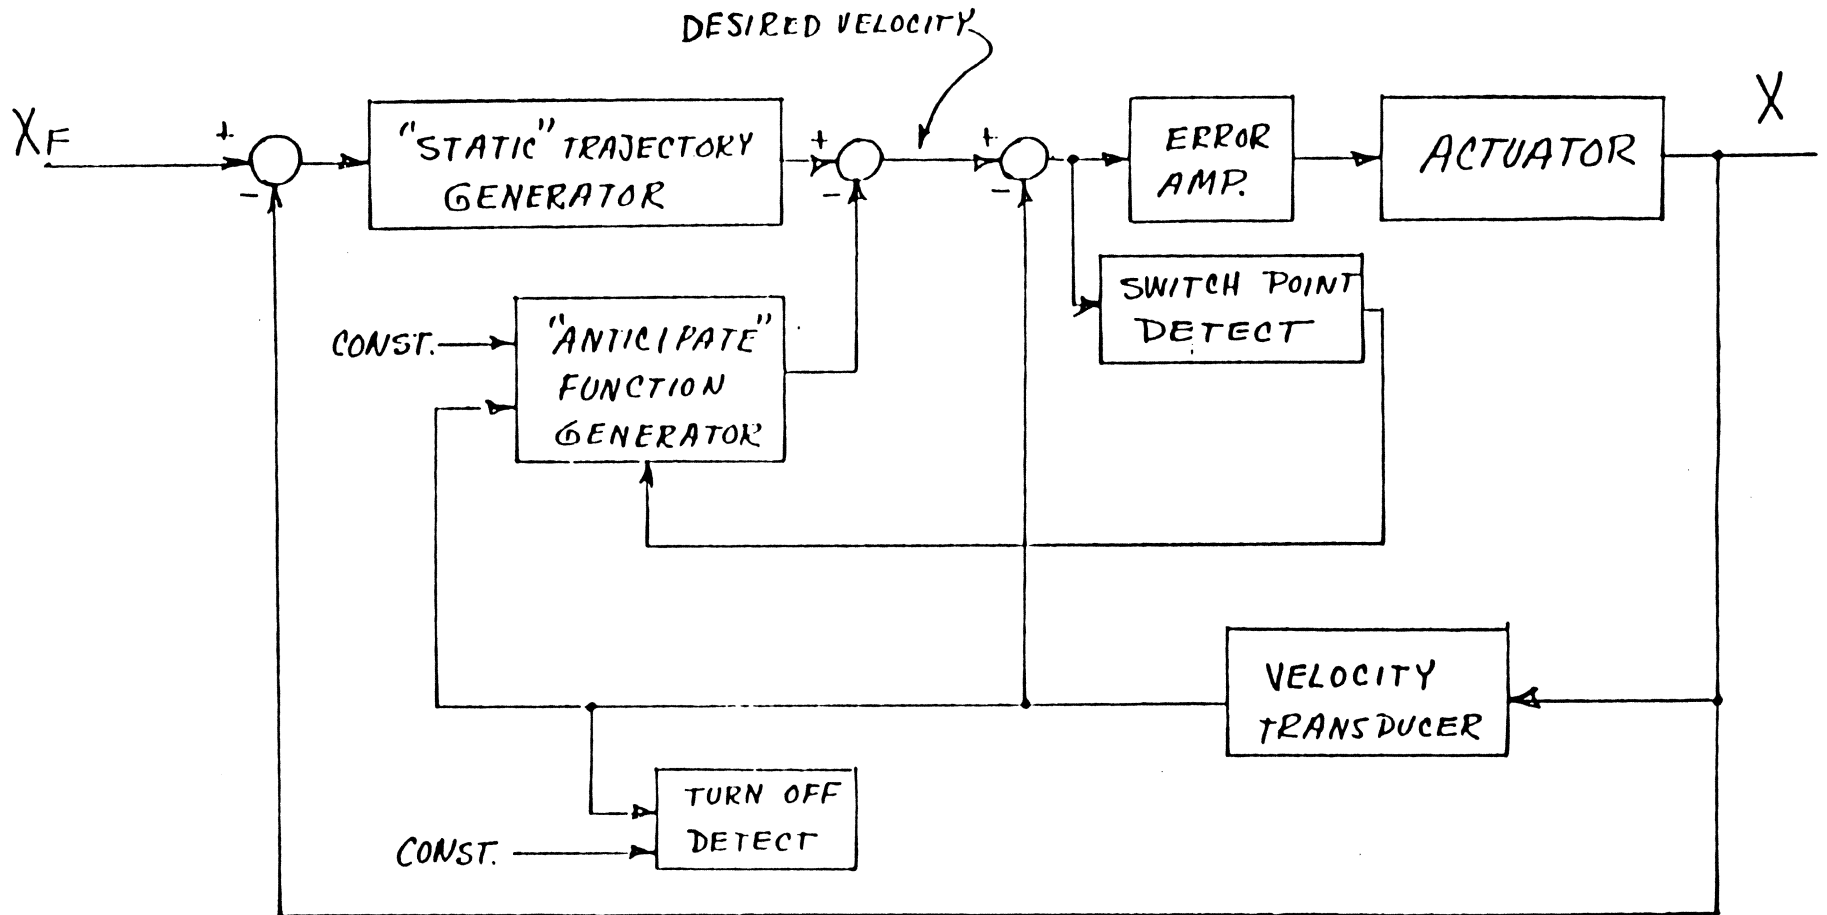 DESIRED VELOCITY
XF
+
-
"STATIC" TRAJECTORY
GENERATOR
+
-
+
-
ERROR
AMP.
ACTUATOR
X
SWITCH POINT
DETECT
CONST.
"ANTICIPATE"
FUNCTION
GENERATOR
VELOCITY
TRANSDUCER
TURN OFF
DETECT
CONST.